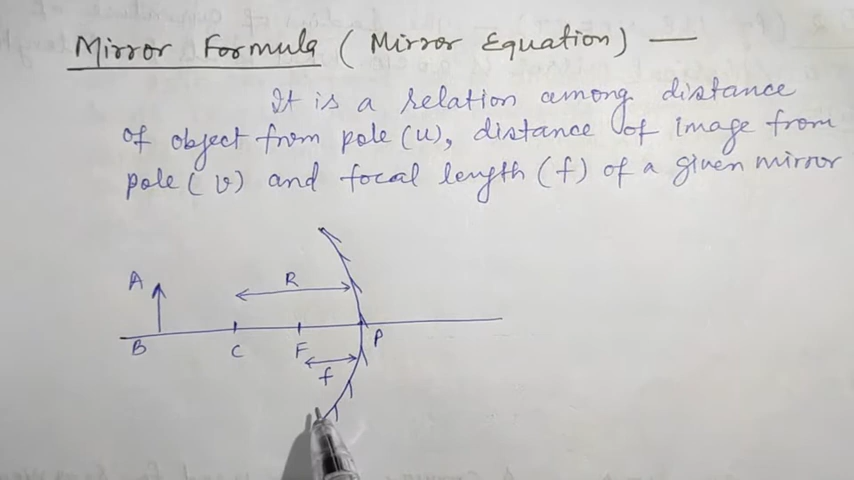 Mirror Formula ( Mirror Equation) —
It is a relation among distance
of object from pole (u), distance of image from
pole ( v) and focal length (f) of a given mirror
A
R
B
C
F
P
f